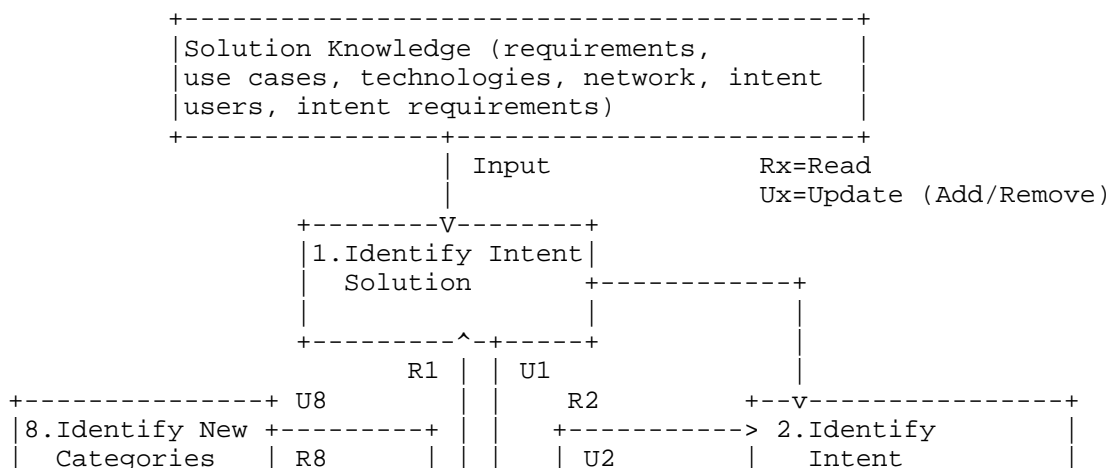 Solution Knowledge (requirements,
use cases, technologies, network, intent
users, intent requirements)
Input Rx=Read
Ux=Update (Add/Remove)
1.Identify Intent
Solution
R1 U1
U8 R2
8.Identify New 2.Identify
Categories R8 U2 Intent